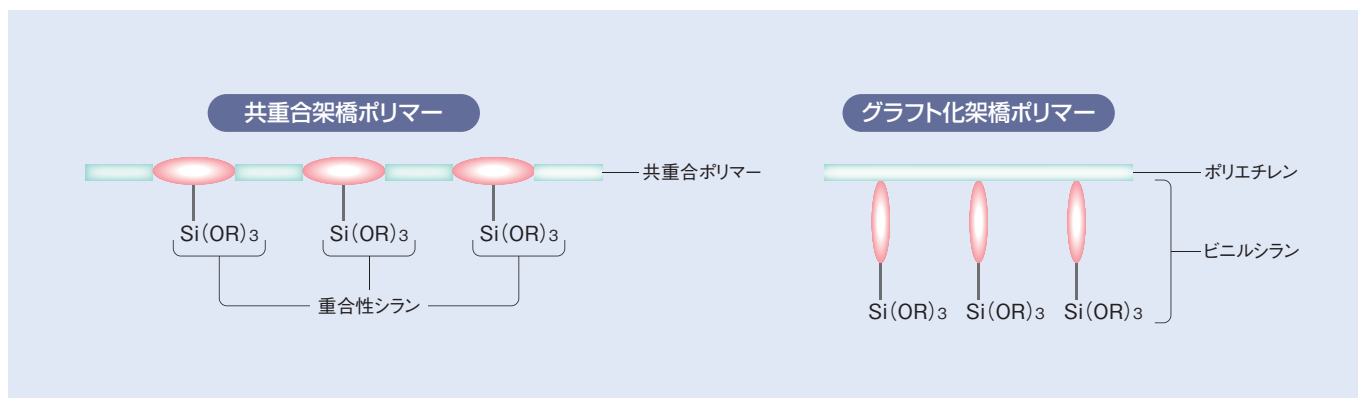 共重合架橋ポリマー
共重合ポリマー
Si(OR)3 Si(OR)3 Si(OR)3
重合性シラン
グラフト化架橋ポリマー
ポリエチレン
ビニルシラン
Si(OR)3 Si(OR)3 Si(OR)3